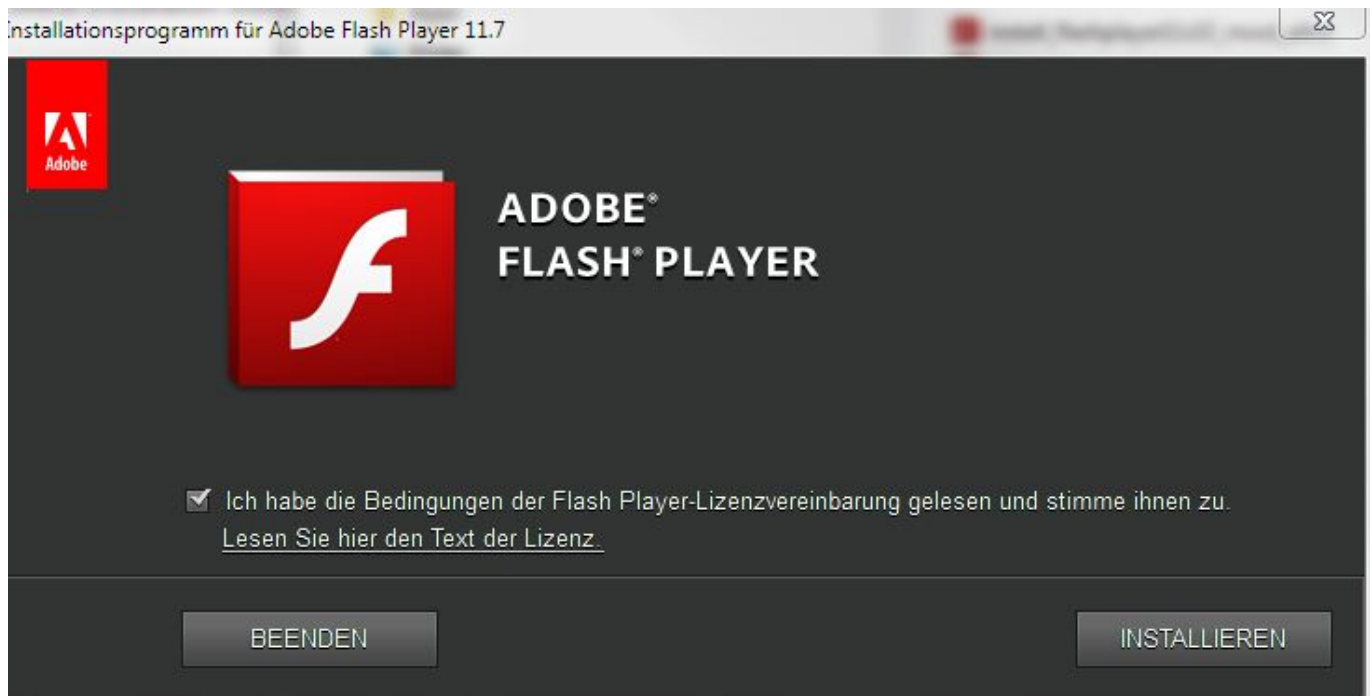 Installationsprogramm für Adobe Flash Player 11.7
Adobe
ADOBE®
FLASH® PLAYER
Ich habe die Bedingungen der Flash Player-Lizenzvereinbarung gelesen und stimme ihnen zu.
Lesen Sie hier den Text der Lizenz.
BEENDEN
INSTALLIEREN